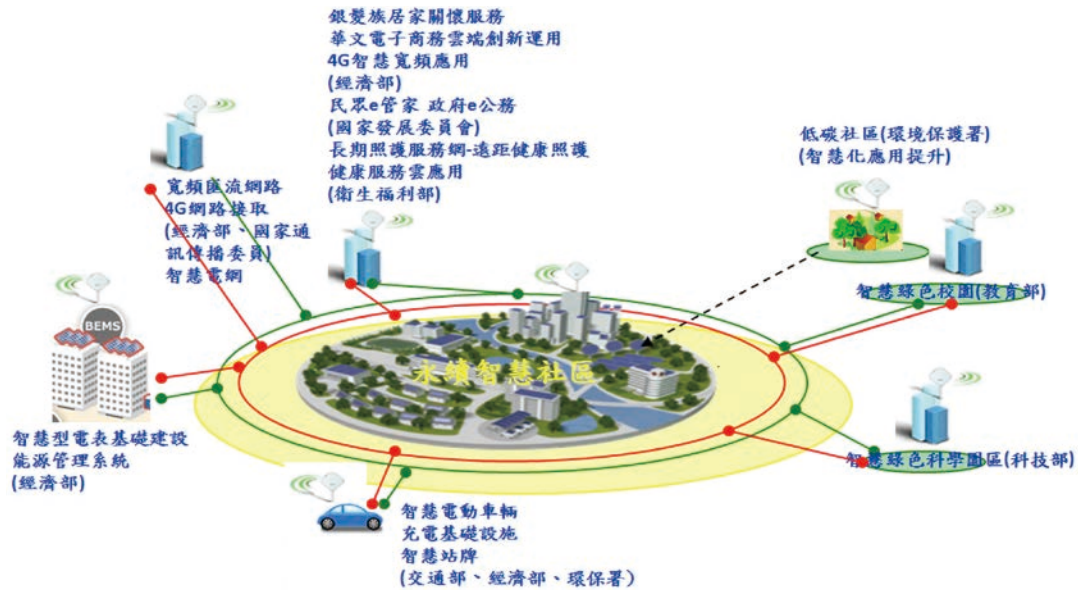 銀髮族居家關懷服務
華文電子商務雲端創新運用
4G智慧寬頻應用
(經濟部)
民眾e管家 政府e公務
(國家發展委員會)
長期照護服務網-遠距健康照護
健康服務雲應用
(衛生福利部)
低碳社區(環境保護署)
(智慧化應用提升)
寬頻匯流網路
4G網路接取
(經濟部、國家通
訊傳播委員)
智慧電網
智慧綠色校園(教育部)
BEMS
永續智慧社區
智慧型電表基礎建設
能源管理系統
(經濟部)
智慧綠色科學園區(科技部)
智慧電動車輛
充電基礎設施
智慧站牌
(交通部、經濟部、環保署)